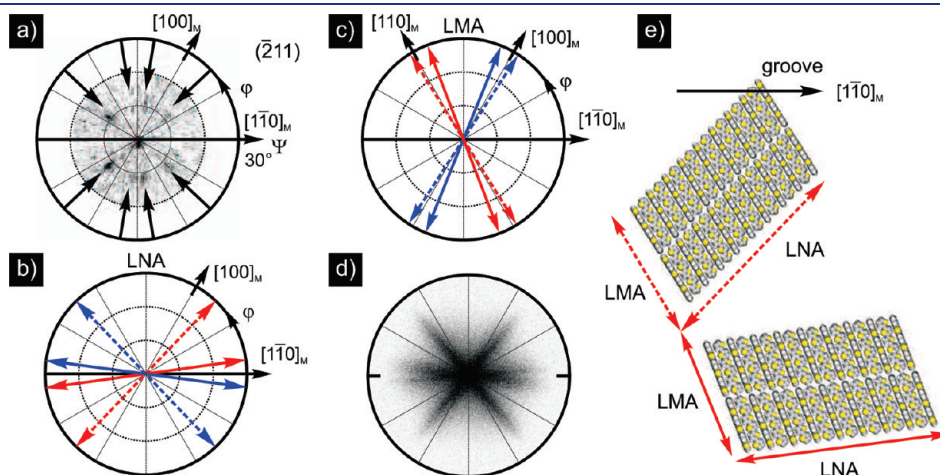 a)
[100]M
(2̄11)
φ
[11̄0]M
30° Ψ
b)
LNA
[100]M
φ
[11̄0]M
c)
[110]M
LMA
[100]M
φ
[11̄0]M
d)
e)
groove
[11̄0]M
LMA
LNA
LMA
LNA